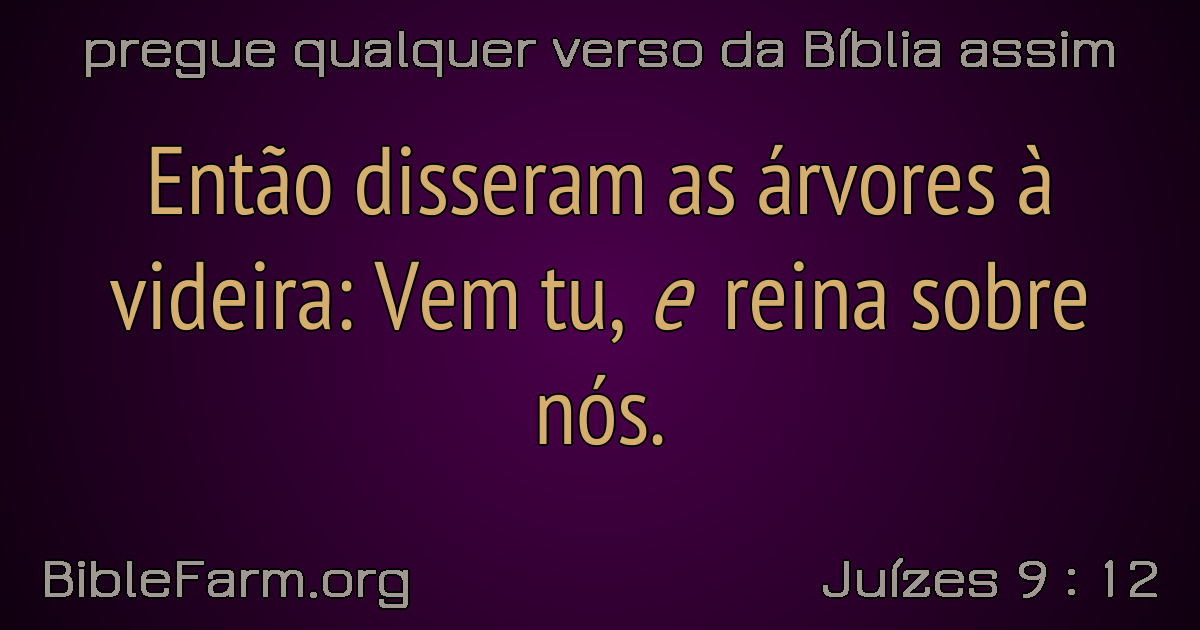 pregue qualquer verso da Bíblia assim
Então disseram as árvores à
videira: Vem tu, e reina sobre
nós.
BibleFarm.org
Juízes 9 : 12